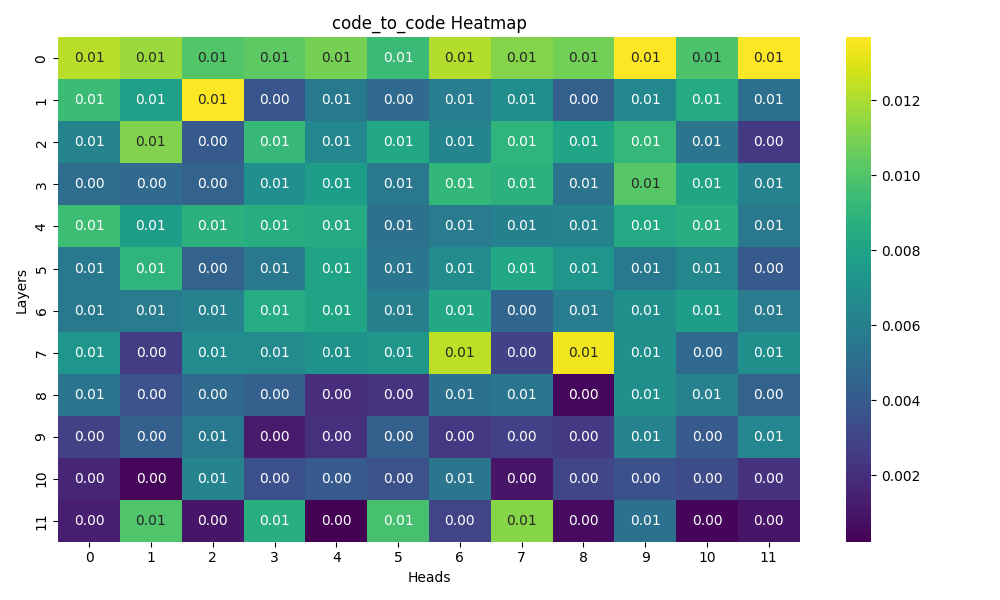 code_to_code Heatmap
0 0.01 0.01 0.01 0.01 0.01 0.01 0.01 0.01 0.01 0.01 0.01 0.01
1 0.01 0.01 0.01 0.00 0.01 0.00 0.01 0.01 0.00 0.01 0.01 0.01
2 0.01 0.01 0.00 0.01 0.01 0.01 0.01 0.01 0.01 0.01 0.01 0.00
3 0.00 0.00 0.00 0.01 0.01 0.01 0.01 0.01 0.01 0.01 0.01 0.01
4 0.01 0.01 0.01 0.01 0.01 0.01 0.01 0.01 0.01 0.01 0.01 0.01
5 0.01 0.01 0.00 0.01 0.01 0.01 0.01 0.01 0.01 0.01 0.01 0.00
6 0.01 0.01 0.01 0.01 0.01 0.01 0.01 0.00 0.01 0.01 0.01 0.01
7 0.01 0.00 0.01 0.01 0.01 0.01 0.01 0.00 0.01 0.01 0.00 0.01
8 0.01 0.00 0.00 0.00 0.00 0.00 0.01 0.01 0.00 0.01 0.01 0.00
9 0.00 0.00 0.01 0.00 0.00 0.00 0.00 0.00 0.00 0.01 0.00 0.01
10 0.00 0.00 0.01 0.00 0.00 0.00 0.01 0.00 0.00 0.00 0.00 0.00
11 0.00 0.01 0.00 0.01 0.00 0.01 0.00 0.01 0.00 0.01 0.00 0.00
0 1 2 3 4 5 6 7 8 9 10 11
Heads
Layers
0.012
0.010
0.008
0.006
0.004
0.002